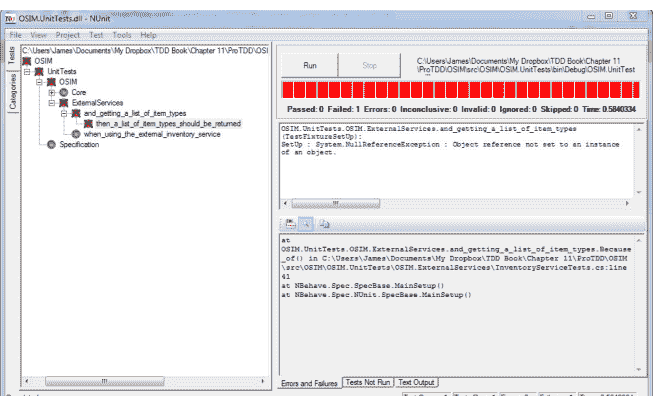 OSIM.UnitTests.dll - NUnit
File View Project Test Tools Help
Tests
Categories
C:\Users\James\Documents\My Dropbox\TDD Book\Chapter 11\ProTDD\OSI
OSIM
UnitTests
OSIM
Core
ExternalServices
and_getting_a_list_of_item_types
then_a_list_of_item_types_should_be_returned
when_using_the_external_inventory_service
Specification
Run
Stop
C:\Users\James\Documents\My Dropbox\TDD Book\Chapter 11
\ProTDD\OSIM\src\OSIM.UnitTests\bin\Debug\OSIM.UnitTest
Passed: 0 Failed: 1 Errors: 0 Inconclusive: 0 Invalid: 0 Ignored: 0 Skipped: 0 Time: 0.5840334
OSIM.UnitTests.OSIM.ExternalServices.and_getting_a_list_of_item_types
(TestFixtureSetUp):
SetUp : System.NullReferenceException : Object reference not set to an instance
of an object.
at
OSIM.UnitTests.OSIM.ExternalServices.and_getting_a_list_of_item_types.Because
_of() in C:\Users\James\Documents\My Dropbox\TDD Book\Chapter 11\ProTDD\OSIM
\src\OSIM\OSIM.UnitTests\OSIM.ExternalServices\InventoryServiceTests.cs:line
41
at NBehave.Spec.SpecBase.MainSetup()
at NBehave.Spec.NUnit.SpecBase.MainSetup()
Errors and Failures Tests Not Run Text Output